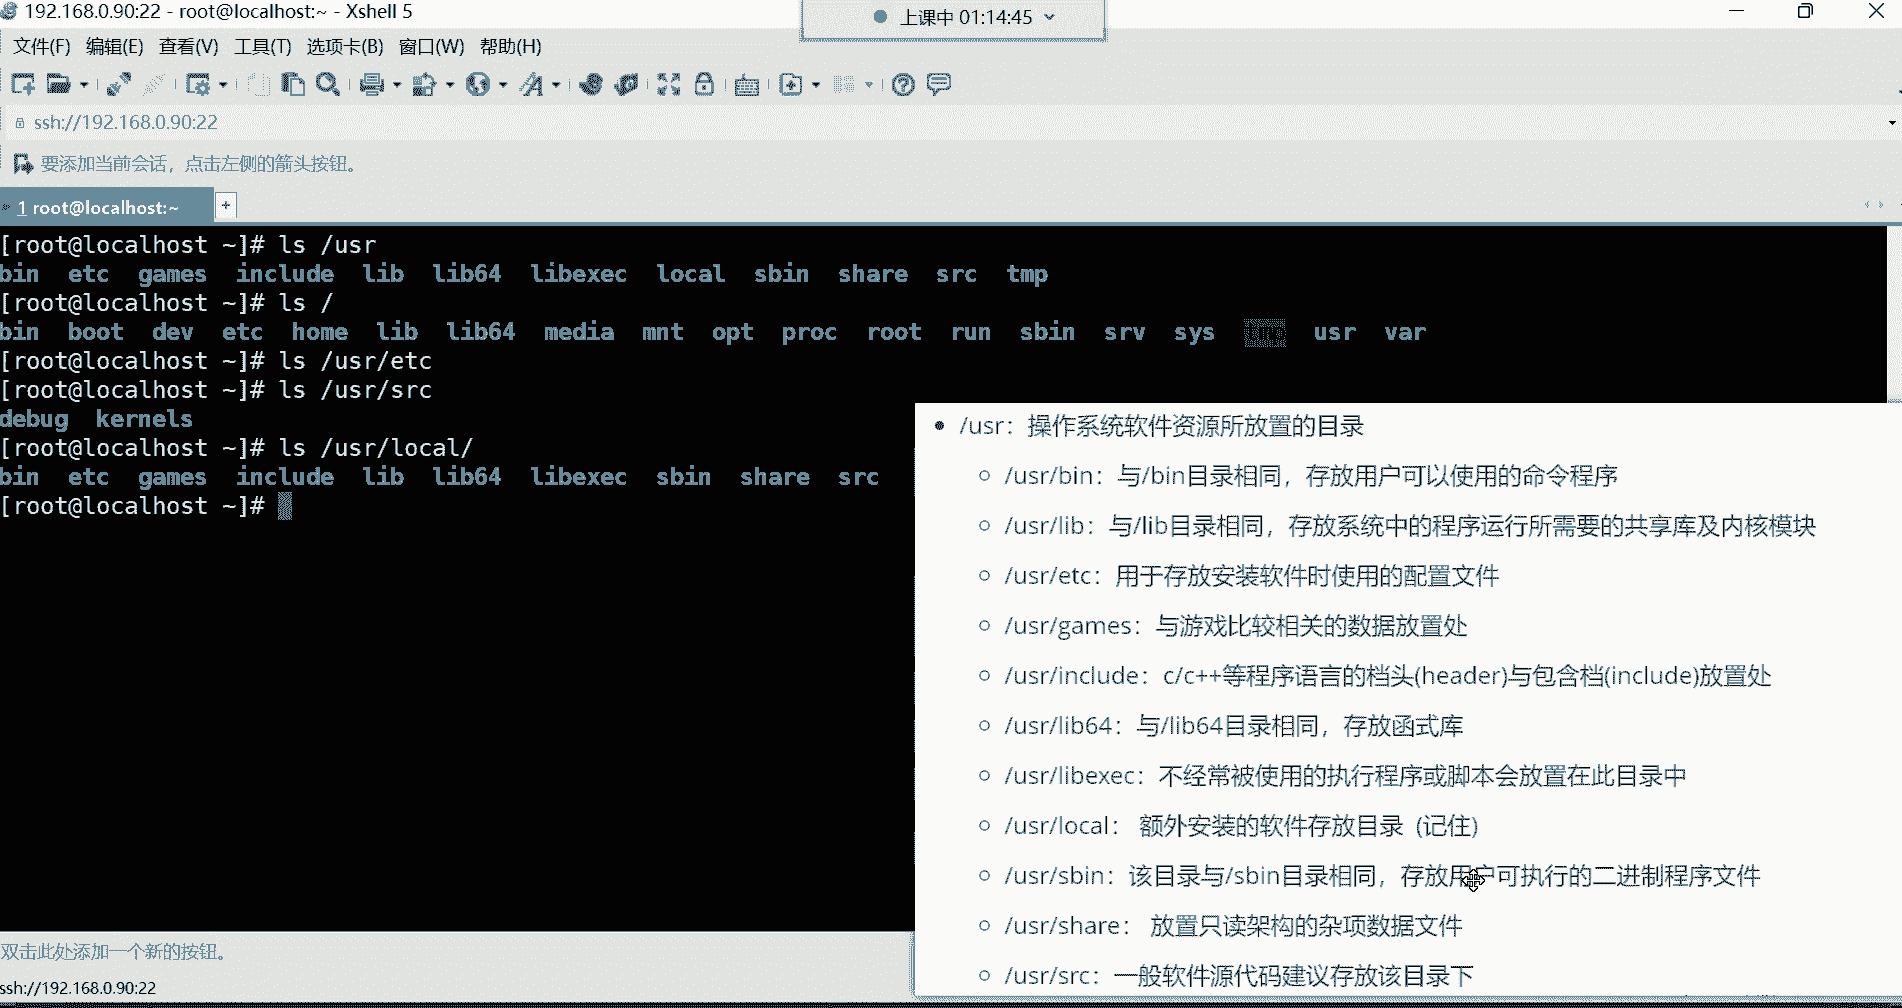 192.168.0.90:22 - root@localhost:~ - Xshell 5
上课中 01:14:45
文件(F) 编辑(E) 查看(V) 工具(T) 选项卡(B) 窗口(W) 帮助(H)
ssh://192.168.0.90:22
要添加当前会话，点击左侧的箭头按钮。
1 root@localhost:~
[root@localhost ~]# ls /usr
bin etc games include lib lib64 libexec local sbin share src tmp
[root@localhost ~]# ls /
bin boot dev etc home lib lib64 media mnt opt proc root run sbin srv sys tmp usr var
[root@localhost ~]# ls /usr/etc
[root@localhost ~]# ls /usr/src
debug kernels
[root@localhost ~]# ls /usr/local/
bin etc games include lib lib64 libexec sbin share src
[root@localhost ~]#
/usr：操作系统软件资源所放置的目录
/usr/bin：与/bin目录相同，存放用户可以使用的命令程序
/usr/lib：与/lib目录相同，存放系统中的程序运行所需要的共享库及内核模块
/usr/etc：用于存放安装软件时使用的配置文件
/usr/games：与游戏比较相关的数据放置处
/usr/include：c/c++等程序语言的档头(header)与包含档(include)放置处
/usr/lib64：与/lib64目录相同，存放函式库
/usr/libexec：不经常被使用的执行程序或脚本会放置在此目录中
/usr/local： 额外安装的软件存放目录 (记住)
/usr/sbin：该目录与/sbin目录相同，存放用户可执行的二进制程序文件
/usr/share： 放置只读架构的杂项数据文件
/usr/src：一般软件源代码建议存放该目录下
双击此处添加一个新的按钮。
ssh://192.168.0.90:22